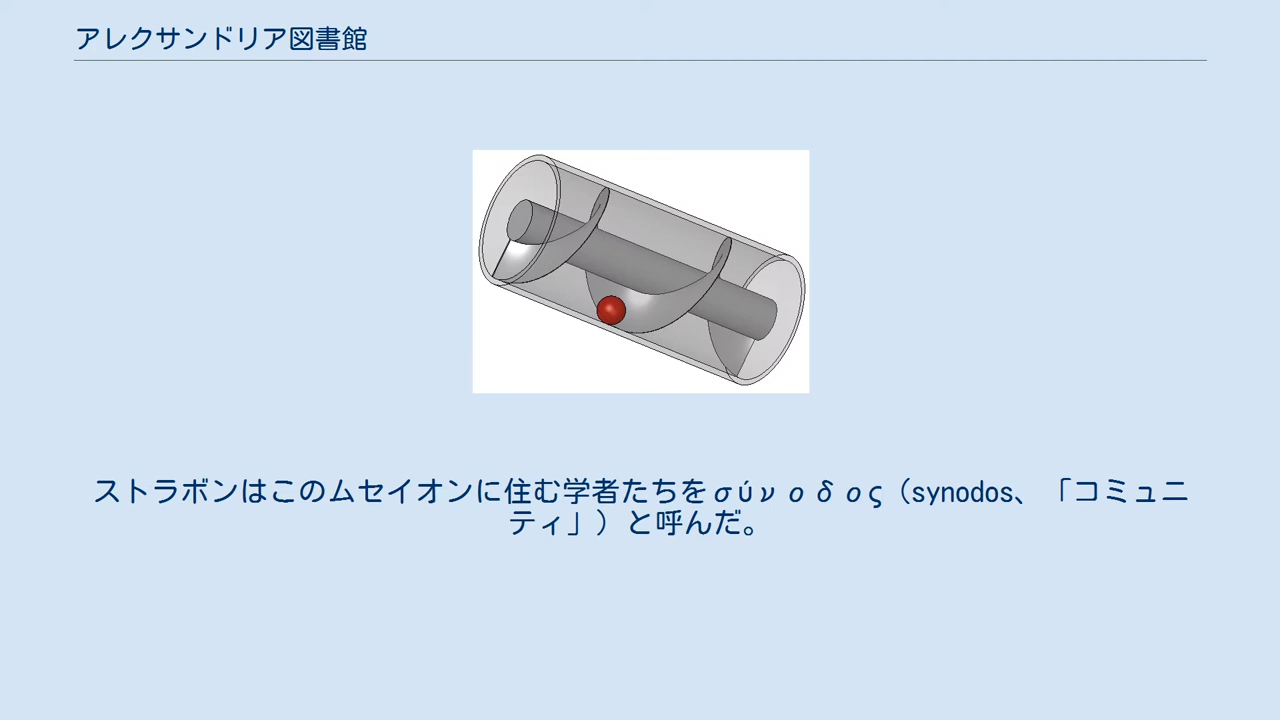 アレクサンドリア図書館
ストラボンはこのムセイオンに住む学者たちをσύνοδος（synodos、「コミュニ
ティ」）と呼んだ。